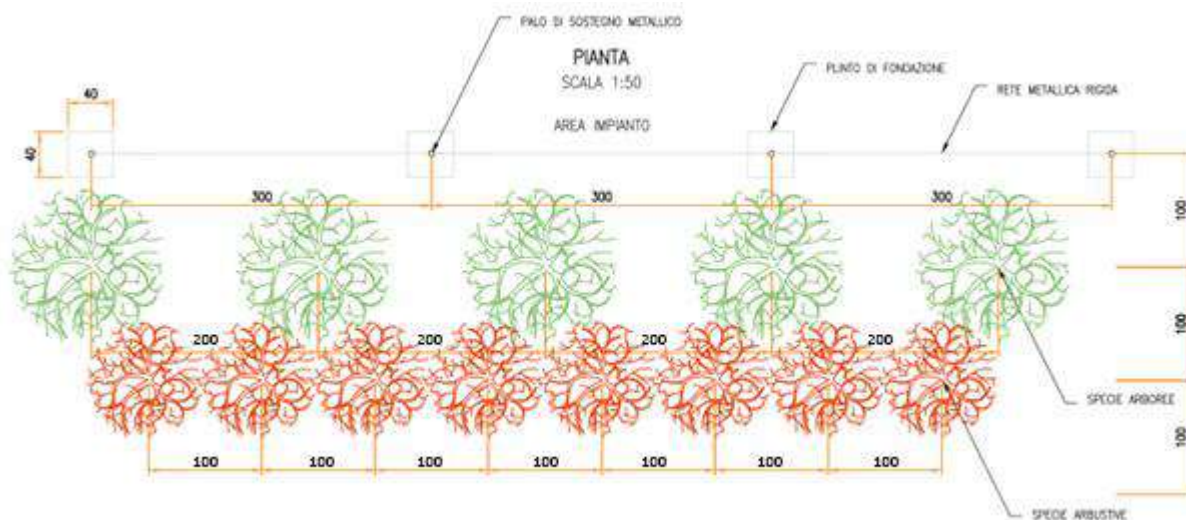 PALO DI SOSTEGNO METALLICO
PIANTA
SCALA 1:50
PLINTO DI FONDAZIONE
RETE METALLICA RIGIDA
40
AREA IMPIANTO
40
300 300 300
100
200 200 200 200
100
SPECIE ARBOREE
100
100 100 100 100 100 100 100
SPECIE ARBUSTIVE